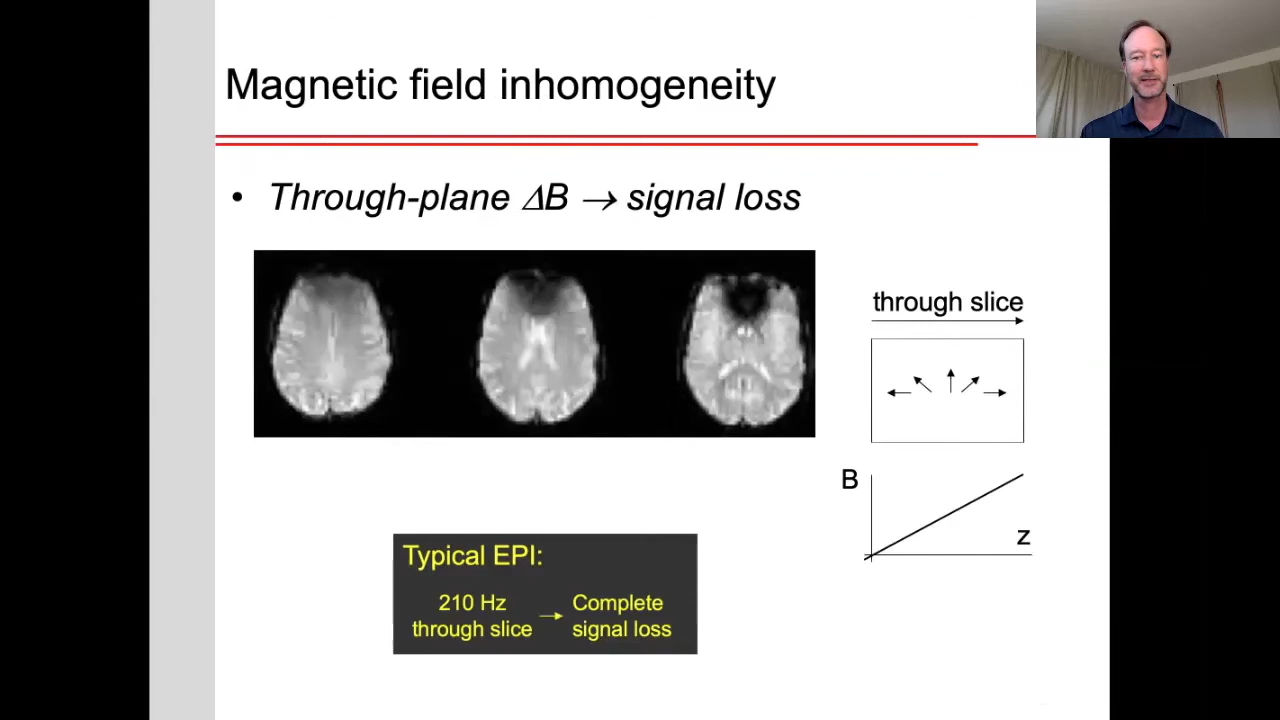 Magnetic field inhomogeneity
• Through-plane ΔB → signal loss
through slice
B
z
Typical EPI:
210 Hz → Complete
through slice signal loss